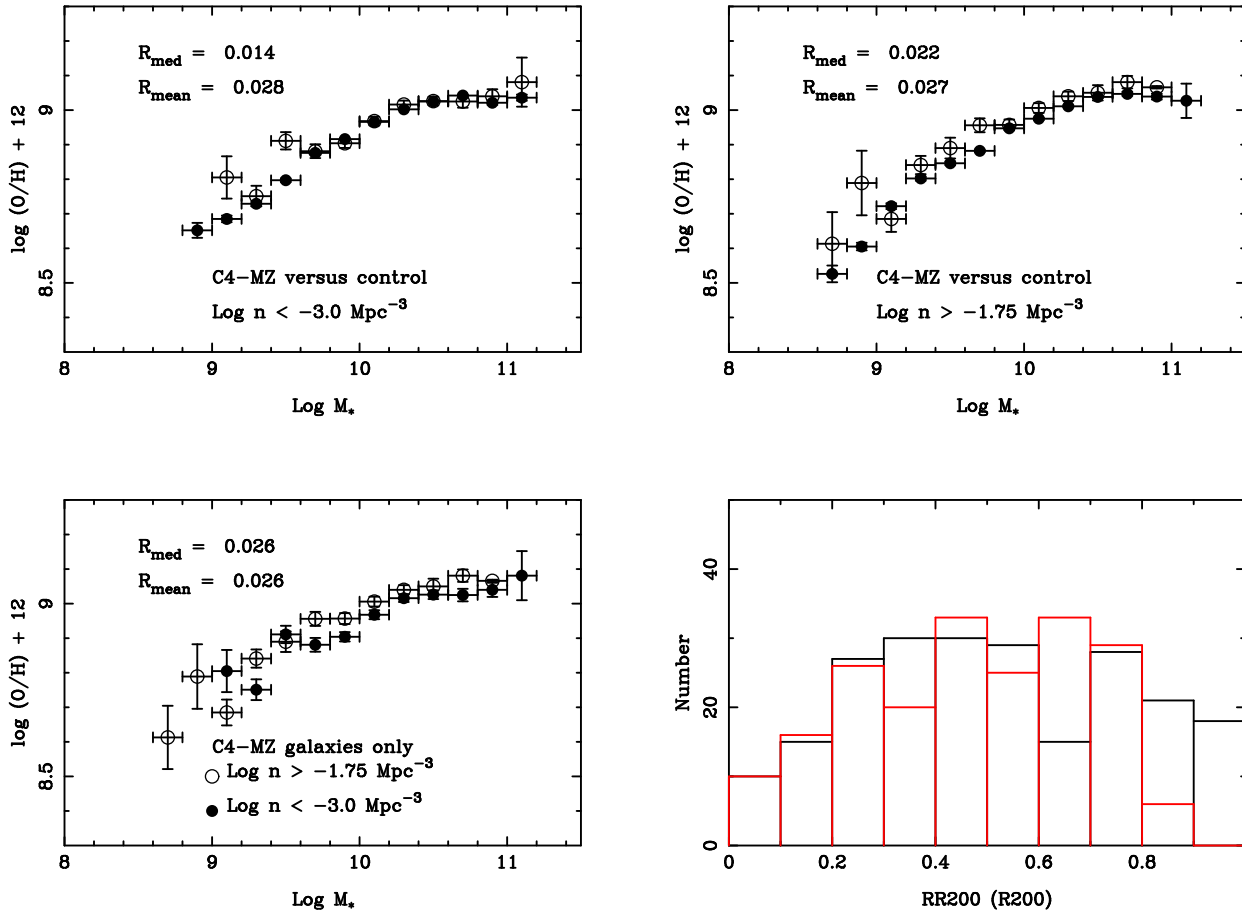 R_med = 0.014
R_mean = 0.028
log (O/H) + 12
9
8.5
C4-MZ versus control
Log n < -3.0 Mpc^-3
8 9 10 11
Log M_*
R_med = 0.022
R_mean = 0.027
log (O/H) + 12
9
8.5
C4-MZ versus control
Log n > -1.75 Mpc^-3
8 9 10 11
Log M_*
R_med = 0.026
R_mean = 0.026
log (O/H) + 12
9
8.5
C4-MZ galaxies only
Log n > -1.75 Mpc^-3
Log n < -3.0 Mpc^-3
8 9 10 11
Log M_*
Number
40
20
0
0 0.2 0.4 0.6 0.8
RR200 (R200)